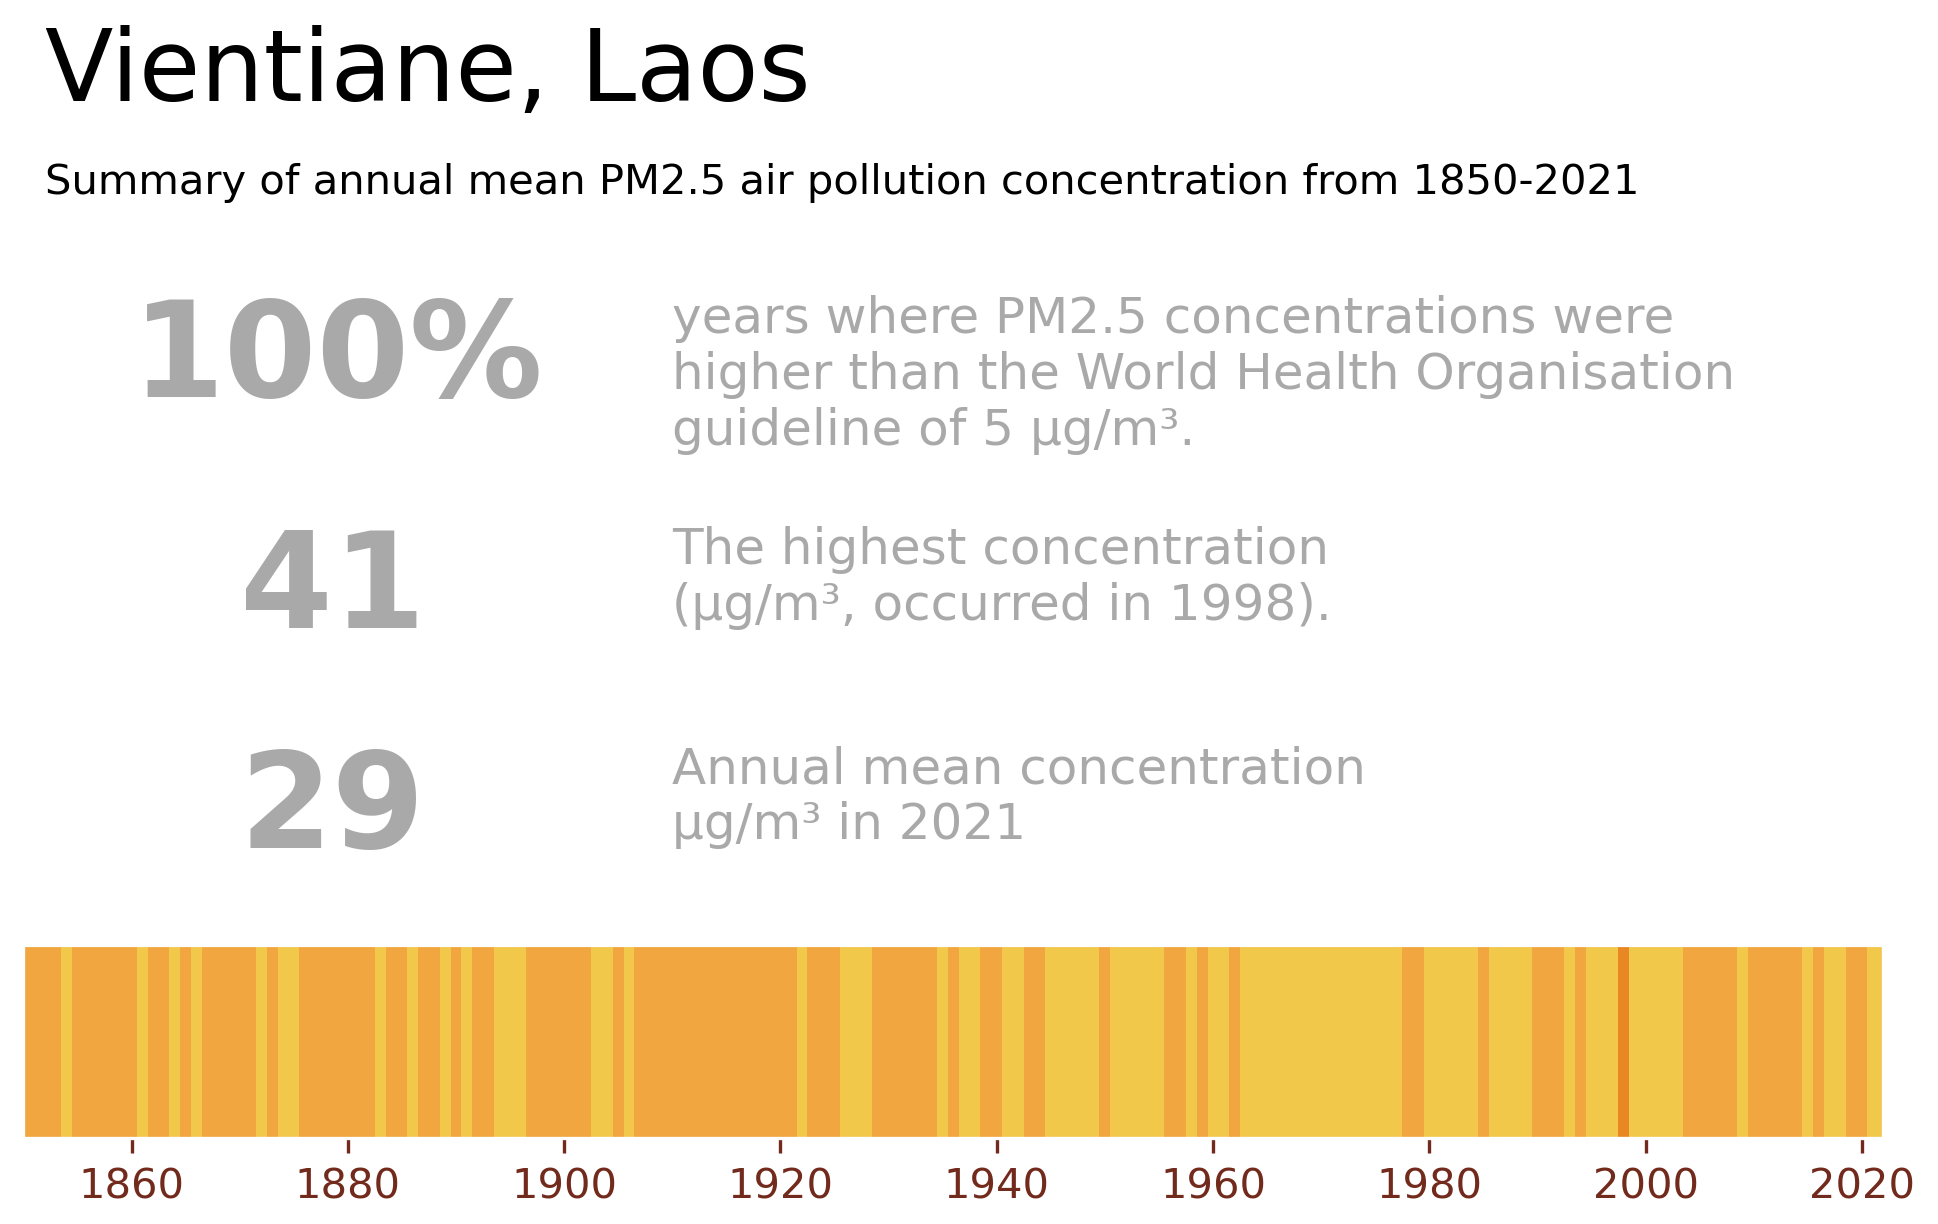 Vientiane, Laos
Summary of annual mean PM2.5 air pollution concentration from 1850-2021
100%
years where PM2.5 concentrations were
higher than the World Health Organisation
guideline of 5 µg/m³.
41
The highest concentration
(µg/m³, occurred in 1998).
29
Annual mean concentration
µg/m³ in 2021
1860 1880 1900 1920 1940 1960 1980 2000 2020